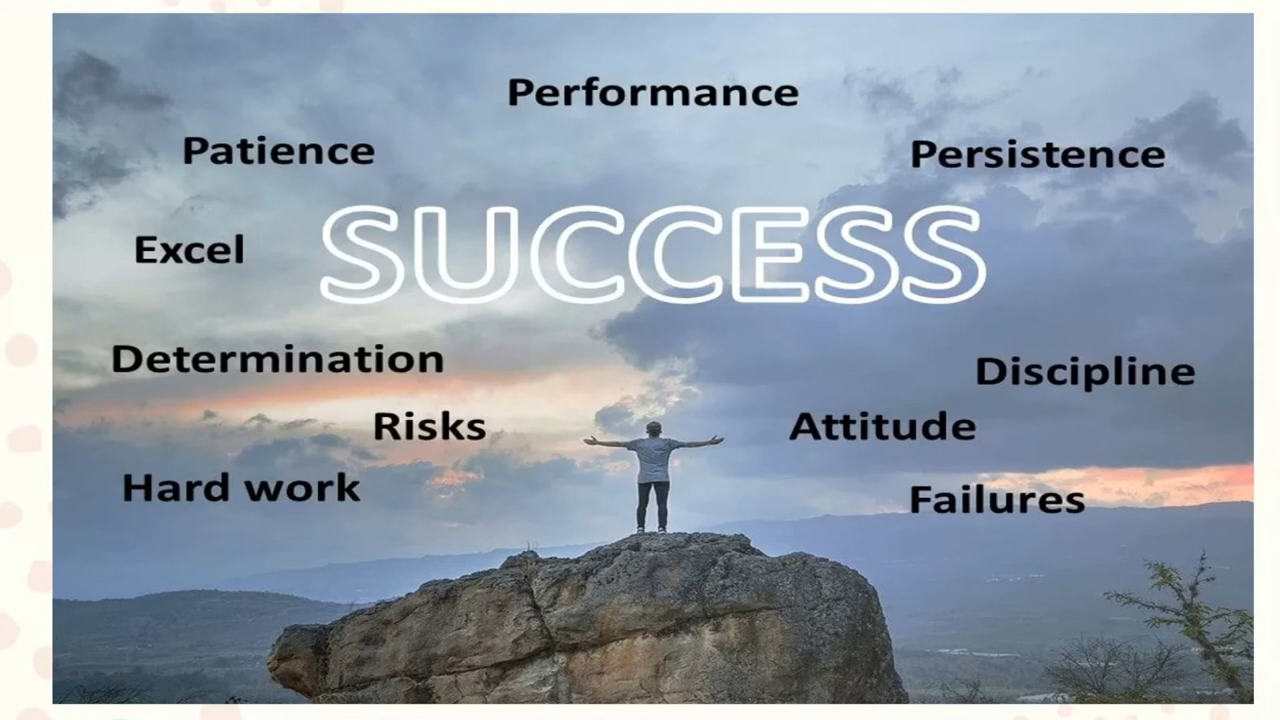 Performance
Patience
Persistence
SUCCESS
Excel
Determination
Discipline
Risks
Attitude
Hard work
Failures